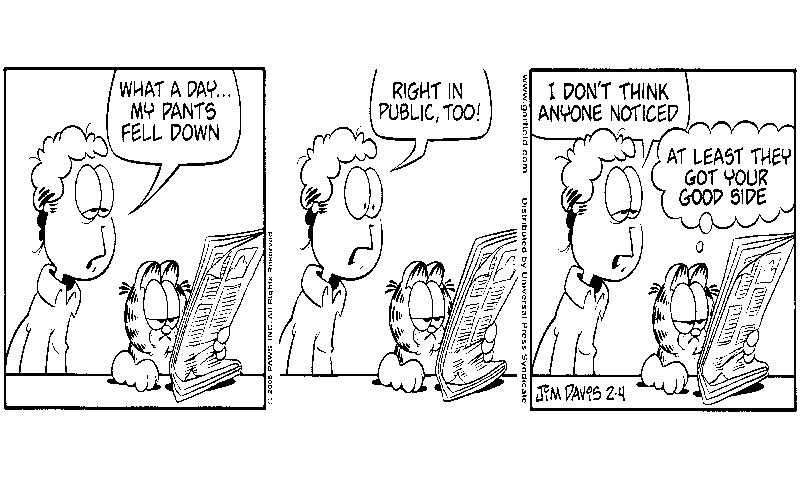 WHAT A DAY...
MY PANTS
FELL DOWN
© 2006 PAWS, INC. All Rights Reserved
RIGHT IN
PUBLIC, TOO!
www.garfield.com
Distributed by Universal Press Syndicate
I DON'T THINK
ANYONE NOTICED
AT LEAST THEY
GOT YOUR
GOOD SIDE
JIM DAVIS 2·4